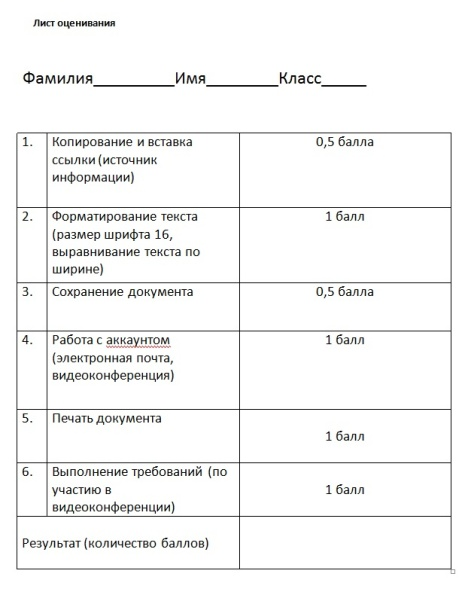 Лист оценивания
Фамилия_________Имя________Класс_____
1. Копирование и вставка 0,5 балла
ссылки (источник
информации)
2. Форматирование текста 1 балл
(размер шрифта 16,
выравнивание текста по
ширине)
3. Сохранение документа 0,5 балла
4. Работа с аккаунтом 1 балл
(электронная почта,
видеоконференция)
5. Печать документа
1 балл
6. Выполнение требований (по
участию в 1 балл
видеоконференции)
Результат (количество баллов)